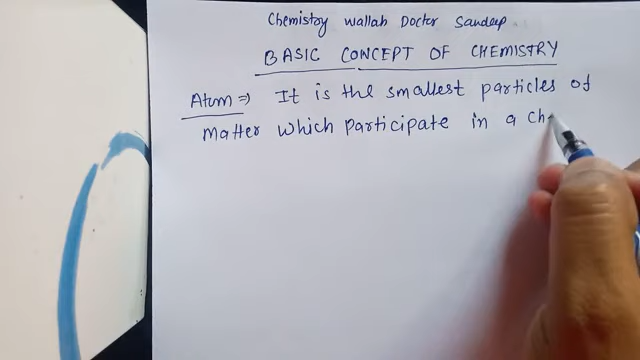 Chemistry Wallah Doctor Sandeep
BASIC CONCEPT OF CHEMISTRY
Atom ⇒ It is the smallest particles of
matter which participate in a Ch